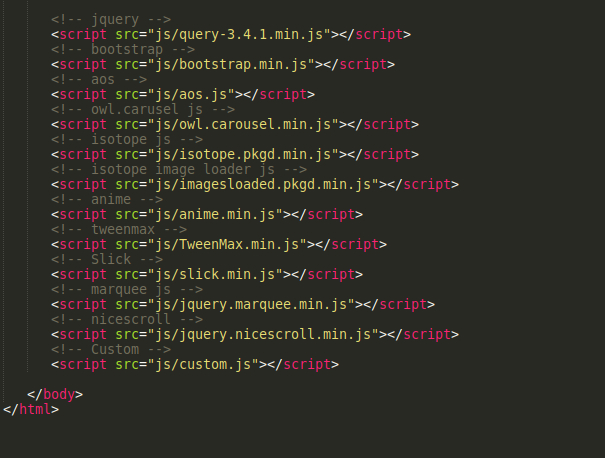 <!-- jquery -->
<script src="js/query-3.4.1.min.js"></script>
<!-- bootstrap -->
<script src="js/bootstrap.min.js"></script>
<!-- aos -->
<script src="js/aos.js"></script>
<!-- owl.carusel js -->
<script src="js/owl.carousel.min.js"></script>
<!-- isotope js -->
<script src="js/isotope.pkgd.min.js"></script>
<!-- isotope image loader js -->
<script src="js/imagesloaded.pkgd.min.js"></script>
<!-- anime -->
<script src="js/anime.min.js"></script>
<!-- tweenmax -->
<script src="js/TweenMax.min.js"></script>
<!-- Slick -->
<script src="js/slick.min.js"></script>
<!-- marquee js -->
<script src="js/jquery.marquee.min.js"></script>
<!-- nicescroll -->
<script src="js/jquery.nicescroll.min.js"></script>
<!-- Custom -->
<script src="js/custom.js"></script>
</body>
</html>